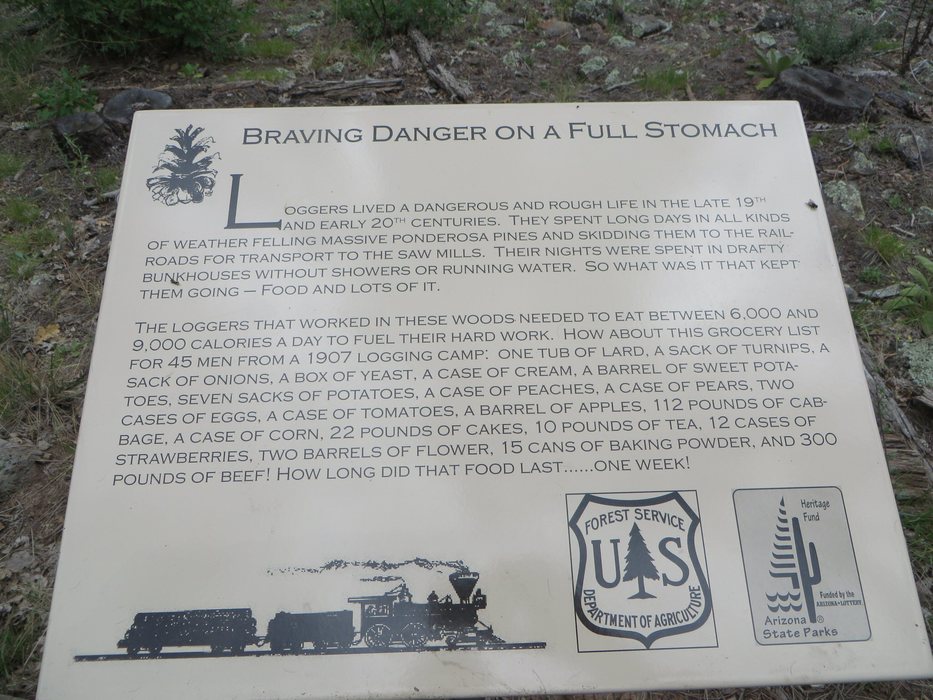 BRAVING DANGER ON A FULL STOMACH
LOGGERS LIVED A DANGEROUS AND ROUGH LIFE IN THE LATE 19TH
AND EARLY 20TH CENTURIES. THEY SPENT LONG DAYS IN ALL KINDS
OF WEATHER FELLING MASSIVE PONDEROSA PINES AND SKIDDING THEM TO THE RAIL-
ROADS FOR TRANSPORT TO THE SAW MILLS. THEIR NIGHTS WERE SPENT IN DRAFTY
BUNKHOUSES WITHOUT SHOWERS OR RUNNING WATER. SO WHAT WAS IT THAT KEPT
THEM GOING – FOOD AND LOTS OF IT.
THE LOGGERS THAT WORKED IN THESE WOODS NEEDED TO EAT BETWEEN 6,000 AND
9,000 CALORIES A DAY TO FUEL THEIR HARD WORK. HOW ABOUT THIS GROCERY LIST
FOR 45 MEN FROM A 1907 LOGGING CAMP: ONE TUB OF LARD, A SACK OF TURNIPS, A
SACK OF ONIONS, A BOX OF YEAST, A CASE OF CREAM, A BARREL OF SWEET POTA-
TOES, SEVEN SACKS OF POTATOES, A CASE OF PEACHES, A CASE OF PEARS, TWO
CASES OF EGGS, A CASE OF TOMATOES, A BARREL OF APPLES, 112 POUNDS OF CAB-
BAGE, A CASE OF CORN, 22 POUNDS OF CAKES, 10 POUNDS OF TEA, 12 CASES OF
STRAWBERRIES, TWO BARRELS OF FLOWER, 15 CANS OF BAKING POWDER, AND 300
POUNDS OF BEEF! HOW LONG DID THAT FOOD LAST......ONE WEEK!
FOREST SERVICE
U S
DEPARTMENT OF AGRICULTURE
Heritage
Fund
Funded by the
ARIZONA LOTTERY
Arizona ®
State Parks